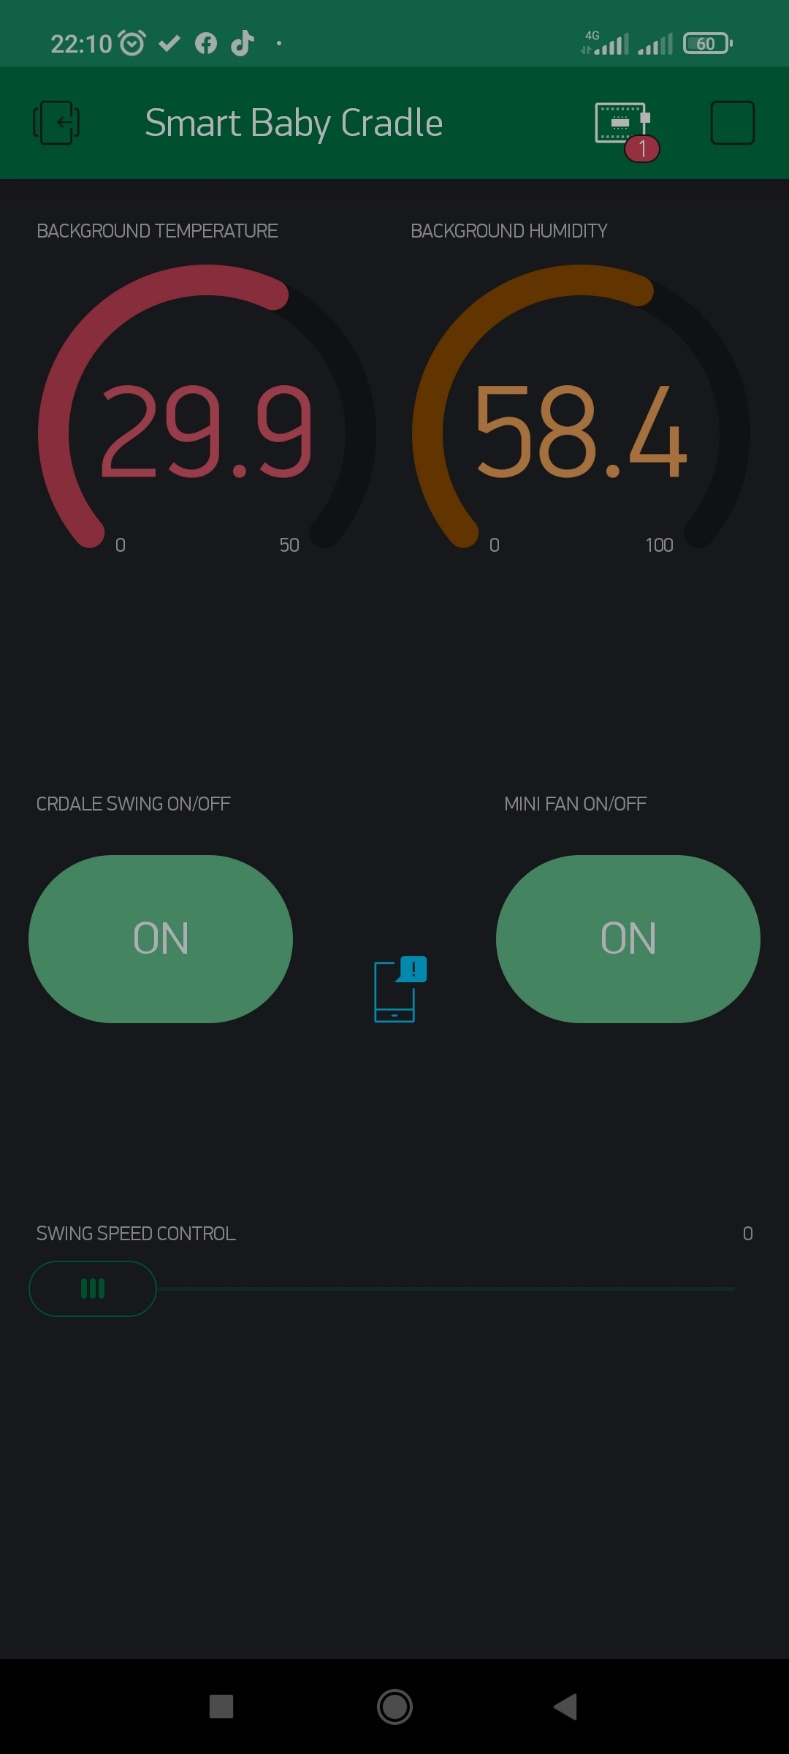 22:10
4G
60
Smart Baby Cradle
1
BACKGROUND TEMPERATURE
BACKGROUND HUMIDITY
29.9
58.4
0
50
0
100
CRDALE SWING ON/OFF
MINI FAN ON/OFF
ON
ON
!
SWING SPEED CONTROL
0